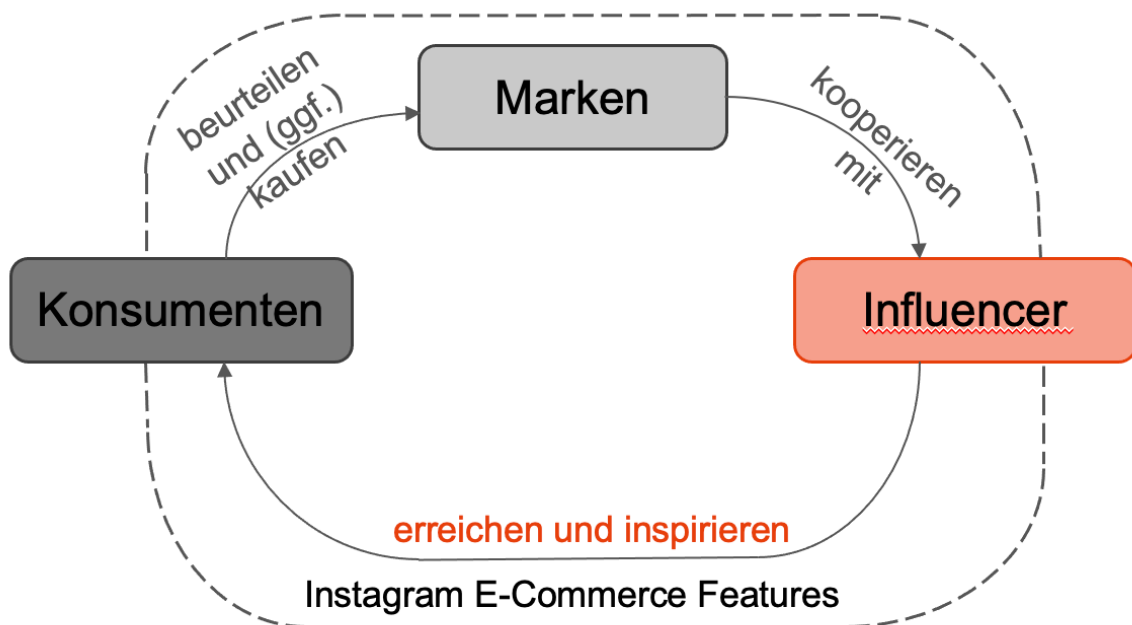 Marken
beurteilen
und (ggf.)
kaufen
kooperieren
mit
Konsumenten
Influencer
erreichen und inspirieren
Instagram E-Commerce Features